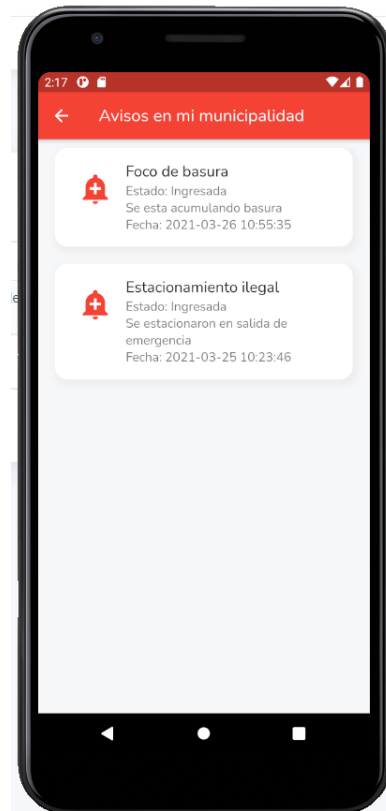 2:17
Avisos en mi municipalidad
Foco de basura
Estado: Ingresada
Se esta acumulando basura
Fecha: 2021-03-26 10:55:35
Estacionamiento ilegal
Estado: Ingresada
Se estacionaron en salida de
emergencia
Fecha: 2021-03-25 10:23:46